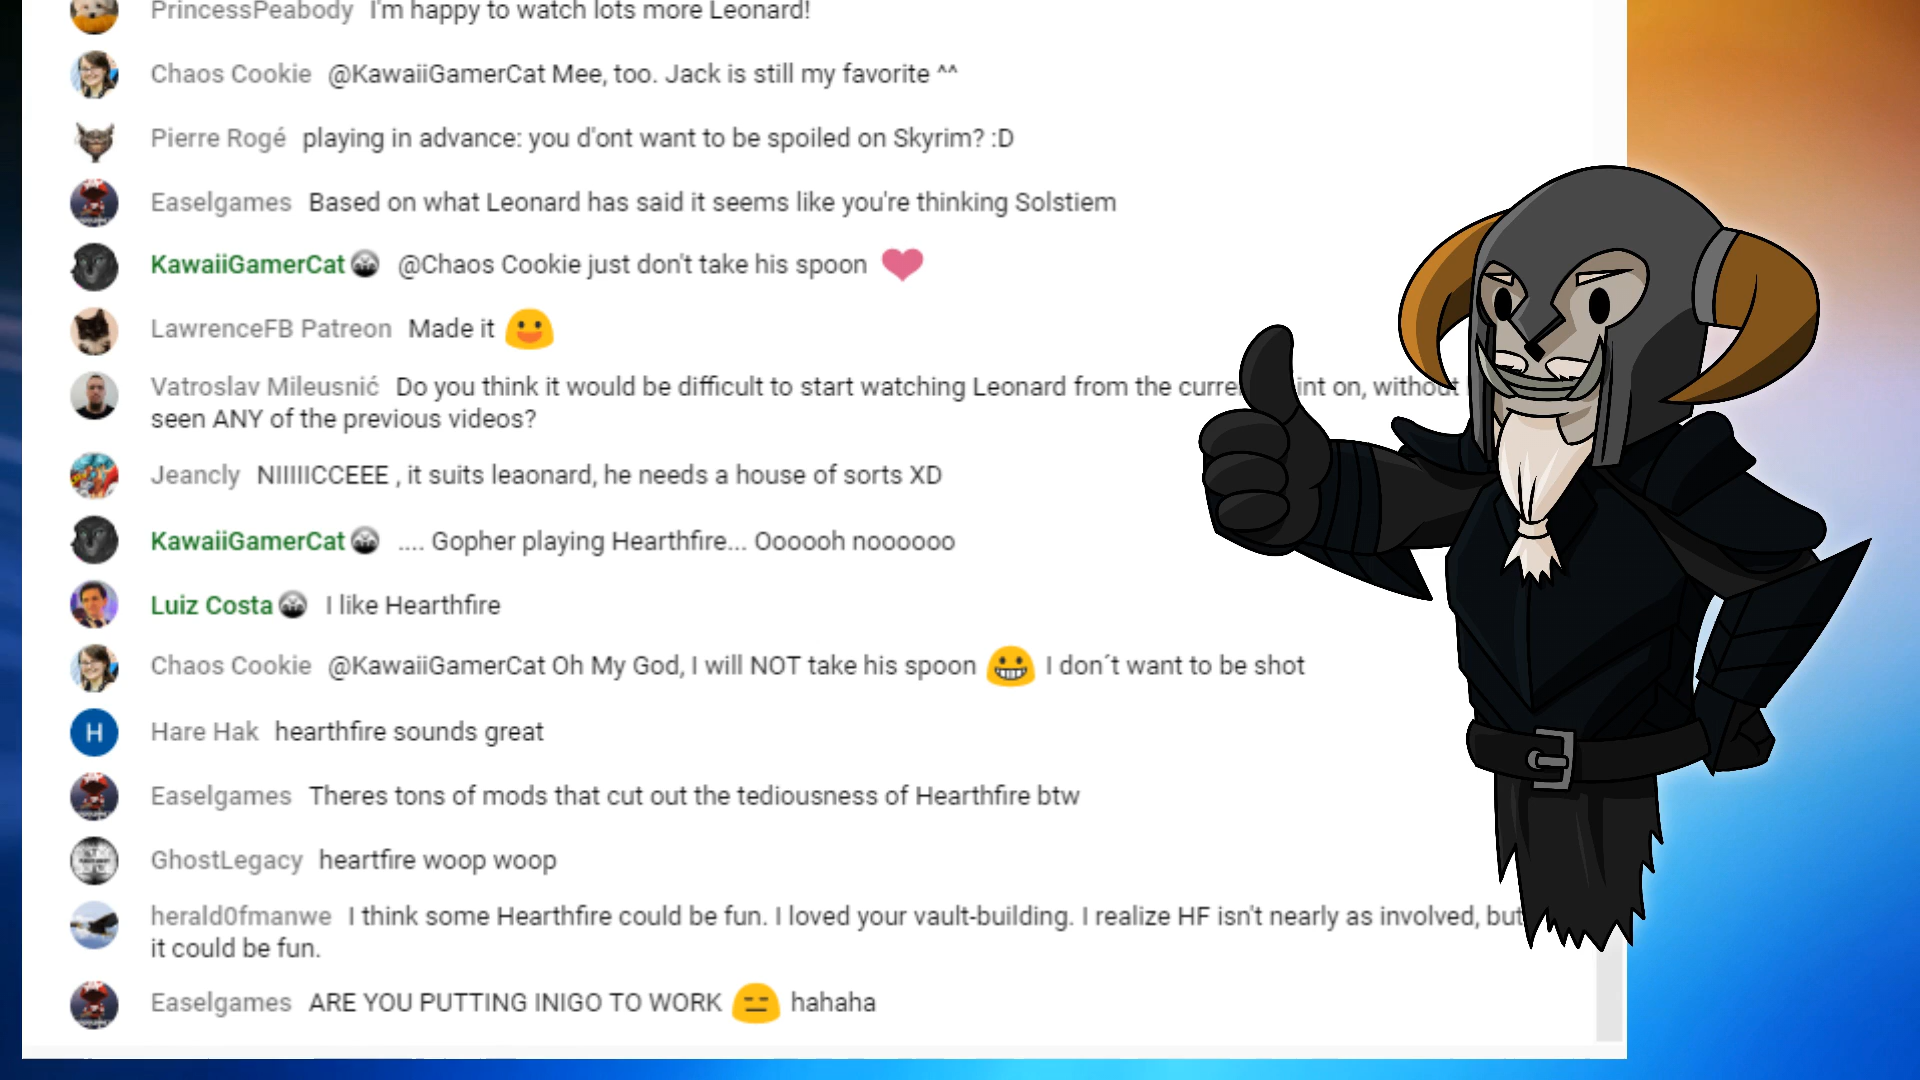 PrincessPeabody I'm happy to watch lots more Leonard!
Chaos Cookie @KawaiiGamerCat Mee, too. Jack is still my favorite ^^
Pierre Rogé playing in advance: you d'ont want to be spoiled on Skyrim? :D
Easelgames Based on what Leonard has said it seems like you're thinking Solstiem
KawaiiGamerCat @Chaos Cookie just don't take his spoon
LawrenceFB Patreon Made it
Vatroslav Mileusnić Do you think it would be difficult to start watching Leonard from the curre int on, without
seen ANY of the previous videos?
Jeancly NIIIIICCEEE , it suits leaonard, he needs a house of sorts XD
KawaiiGamerCat .... Gopher playing Hearthfire... Oooooh noooooo
Luiz Costa I like Hearthfire
Chaos Cookie @KawaiiGamerCat Oh My God, I will NOT take his spoon I don´t want to be shot
H Hare Hak hearthfire sounds great
Easelgames Theres tons of mods that cut out the tediousness of Hearthfire btw
GhostLegacy heartfire woop woop
herald0fmanwe I think some Hearthfire could be fun. I loved your vault-building. I realize HF isn't nearly as involved, but
it could be fun.
Easelgames ARE YOU PUTTING INIGO TO WORK hahaha